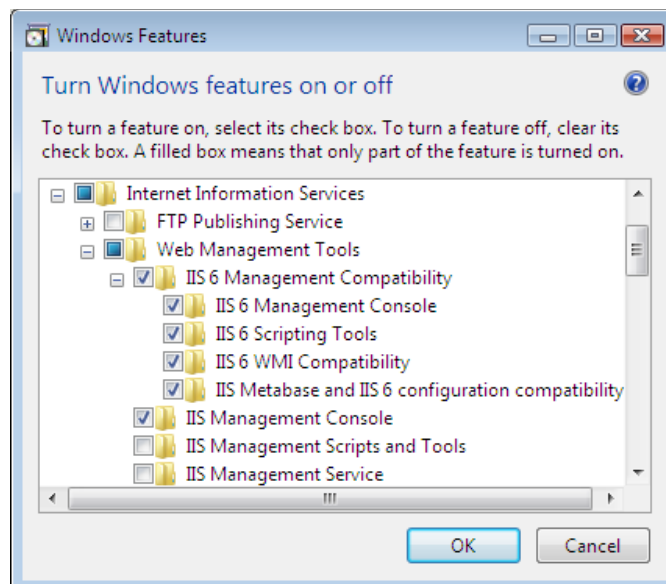 Windows Features
Turn Windows features on or off
To turn a feature on, select its check box. To turn a feature off, clear its
check box. A filled box means that only part of the feature is turned on.
Internet Information Services
FTP Publishing Service
Web Management Tools
IIS 6 Management Compatibility
IIS 6 Management Console
IIS 6 Scripting Tools
IIS 6 WMI Compatibility
IIS Metabase and IIS 6 configuration compatibility
IIS Management Console
IIS Management Scripts and Tools
IIS Management Service
OK
Cancel